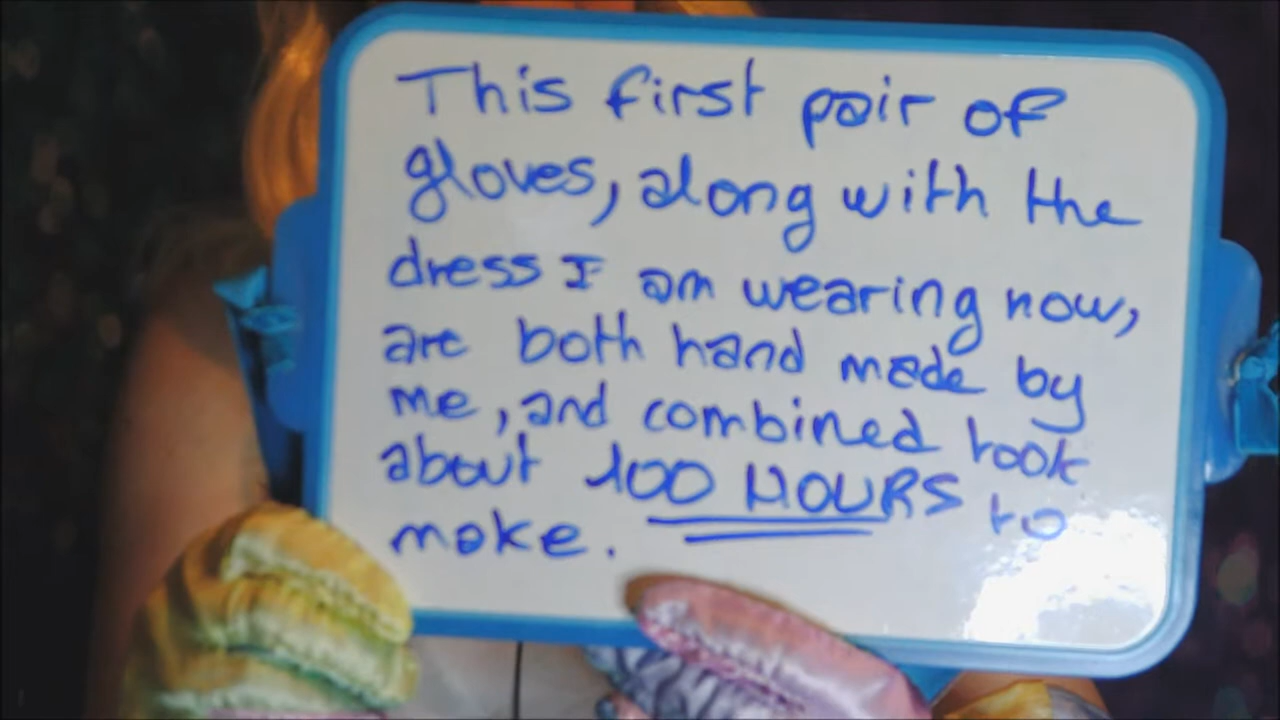 This first pair of
gloves, along with the
dress I am wearing now,
are both hand made by
me, and combined took
about 100 HOURS to
make.